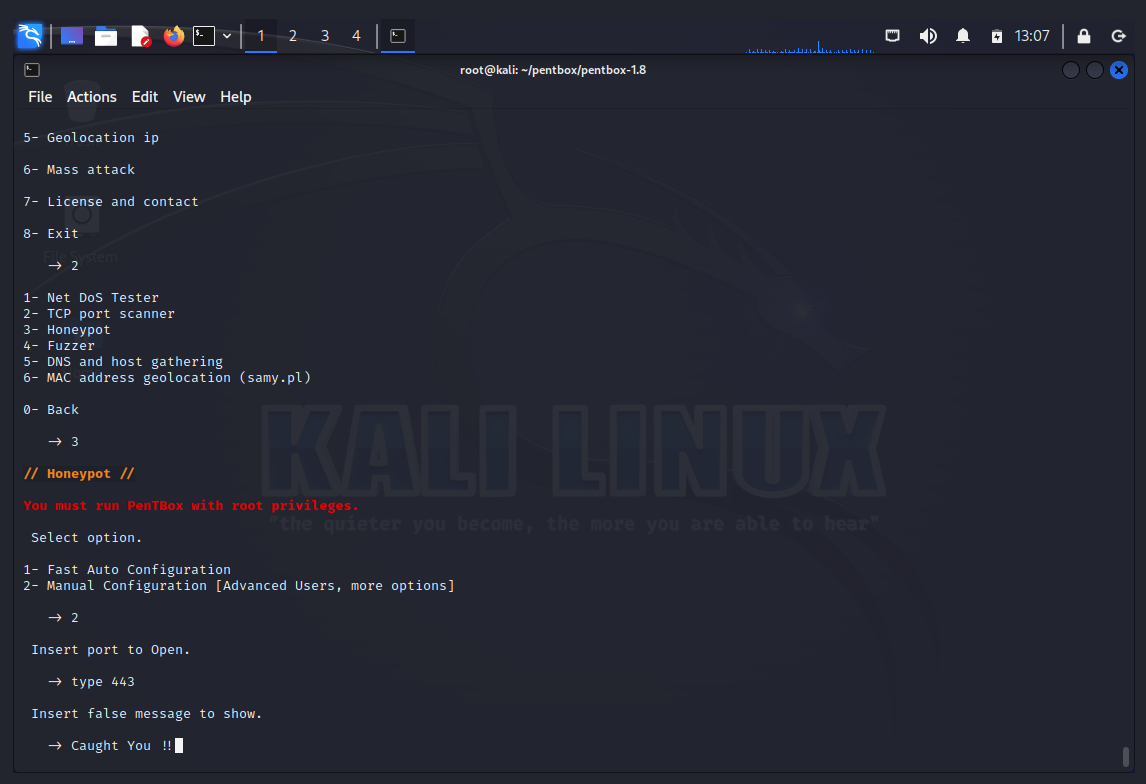 1 2 3 4 13:07
root@kali: ~/pentbox/pentbox-1.8
File Actions Edit View Help
5- Geolocation ip
6- Mass attack
7- License and contact
8- Exit
File System
→ 2
1- Net DoS Tester
2- TCP port scanner
3- Honeypot
4- Fuzzer
5- DNS and host gathering
6- MAC address geolocation (samy.pl)
0- Back
→ 3
KALI LINUX
// Honeypot //
You must run PenTBox with root privileges.
"the quieter you become, the more you are able to hear"
Select option.
1- Fast Auto Configuration
2- Manual Configuration [Advanced Users, more options]
→ 2
Insert port to Open.
→ type 443
Insert false message to show.
→ Caught You !!